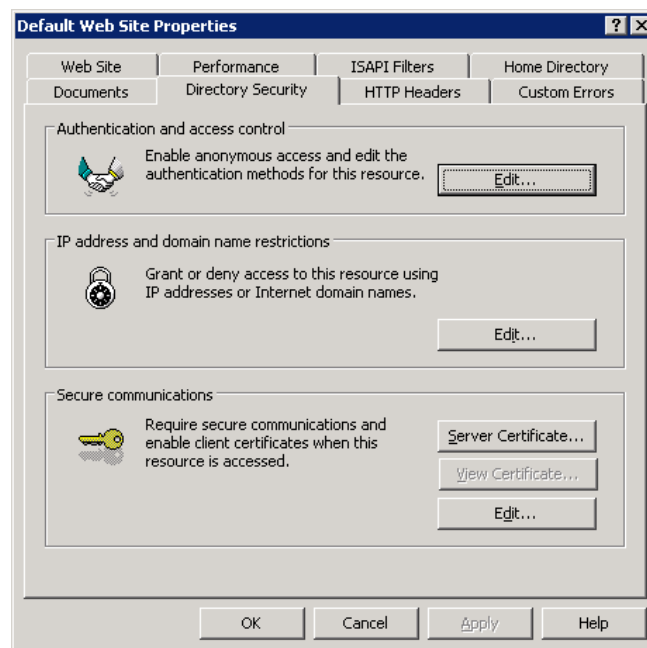 Default Web Site Properties
Web Site Performance ISAPI Filters Home Directory
Documents Directory Security HTTP Headers Custom Errors
Authentication and access control
Enable anonymous access and edit the
authentication methods for this resource.
Edit...
IP address and domain name restrictions
Grant or deny access to this resource using
IP addresses or Internet domain names.
Edit...
Secure communications
Require secure communications and
enable client certificates when this
resource is accessed.
Server Certificate...
View Certificate...
Edit...
OK Cancel Apply Help